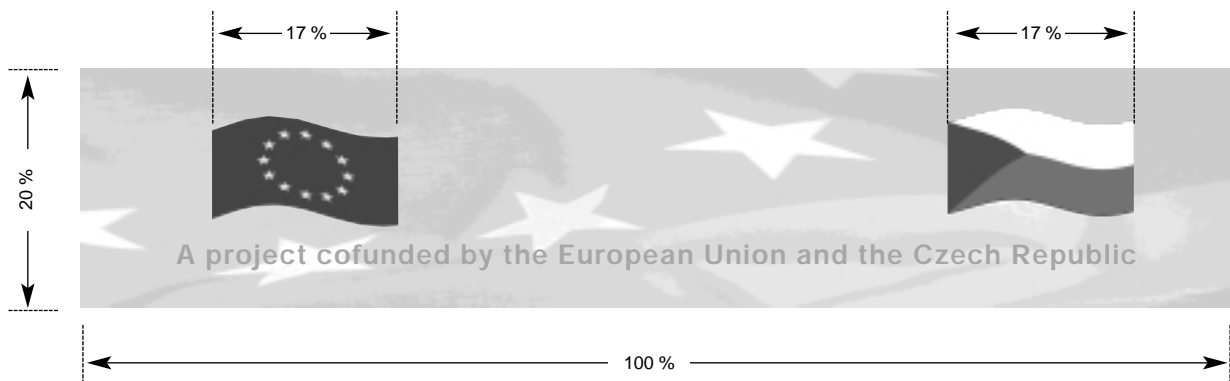 17 %
17 %
20 %
A project cofunded by the European Union and the Czech Republic
100 %